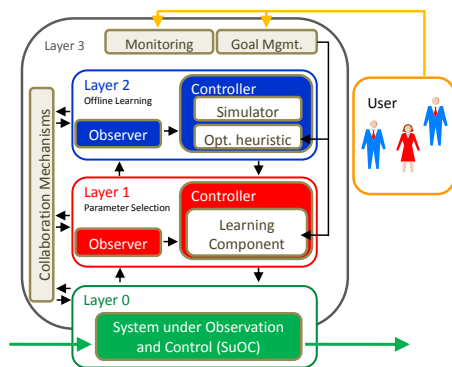 Layer 3
Monitoring
Goal Mgmt.
Collaboration Mechanisms
Layer 2
Offline Learning
Observer
Controller
Simulator
Opt. heuristic
User
Layer 1
Parameter Selection
Observer
Controller
Learning
Component
Layer 0
System under Observation
and Control (SuOC)